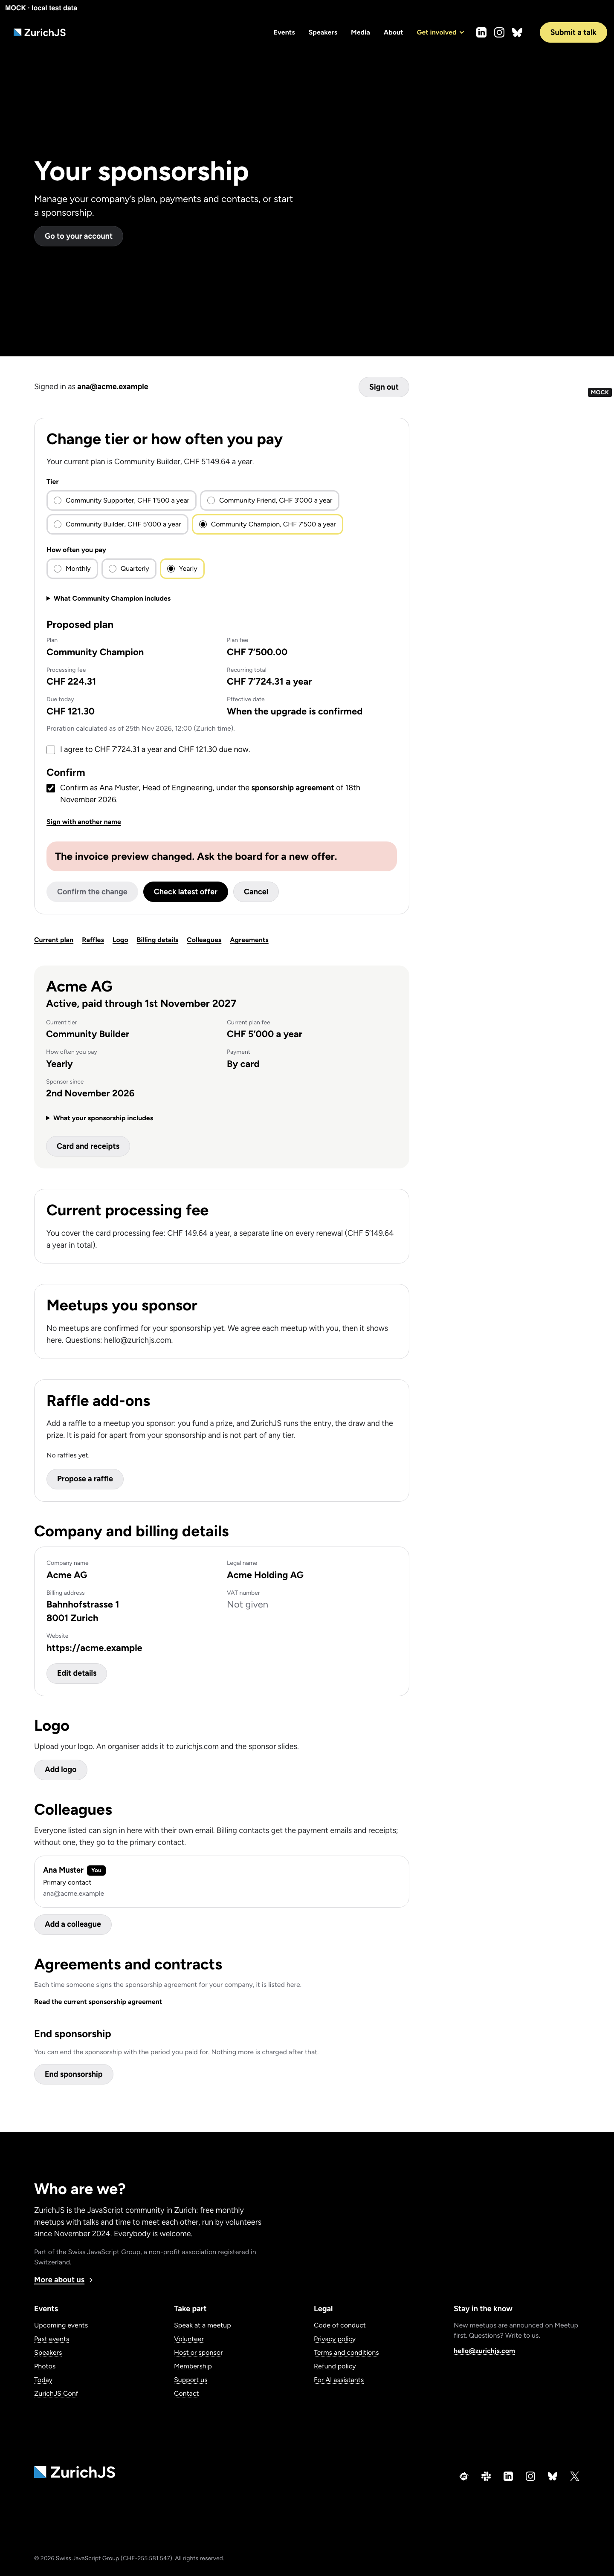 MOCK · local test data
ZurichJS
Events
Speakers
Media
About
Get involved
Submit a talk
Your sponsorship
Manage your company's plan, payments and contacts, or start
a sponsorship.
Go to your account
Signed in as ana@acme.example
Sign out
MOCK
Change tier or how often you pay
Your current plan is Community Builder, CHF 5'149.64 a year.
Tier
Community Supporter, CHF 1'500 a year
Community Friend, CHF 3'000 a year
Community Builder, CHF 5'000 a year
Community Champion, CHF 7'500 a year
How often you pay
Monthly
Quarterly
Yearly
What Community Champion includes
Proposed plan
Plan
Community Champion
Plan fee
CHF 7'500.00
Processing fee
CHF 224.31
Recurring total
CHF 7'724.31 a year
Due today
CHF 121.30
Effective date
When the upgrade is confirmed
Proration calculated as of 25th Nov 2026, 12:00 (Zurich time).
I agree to CHF 7'724.31 a year and CHF 121.30 due now.
Confirm
Confirm as Ana Muster, Head of Engineering, under the sponsorship agreement of 18th
November 2026.
Sign with another name
The invoice preview changed. Ask the board for a new offer.
Confirm the change
Check latest offer
Cancel
Current plan
Raffles
Logo
Billing details
Colleagues
Agreements
Acme AG
Active, paid through 1st November 2027
Current tier
Community Builder
Current plan fee
CHF 5'000 a year
How often you pay
Yearly
Payment
By card
Sponsor since
2nd November 2026
What your sponsorship includes
Card and receipts
Current processing fee
You cover the card processing fee: CHF 149.64 a year, a separate line on every renewal (CHF 5'149.64
a year in total).
Meetups you sponsor
No meetups are confirmed for your sponsorship yet. We agree each meetup with you, then it shows
here. Questions: hello@zurichjs.com.
Raffle add-ons
Add a raffle to a meetup you sponsor: you fund a prize, and ZurichJS runs the entry, the draw and the
prize. It is paid for apart from your sponsorship and is not part of any tier.
No raffles yet.
Propose a raffle
Company and billing details
Company name
Acme AG
Legal name
Acme Holding AG
Billing address
Bahnhofstrasse 1
8001 Zurich
VAT number
Not given
Website
https://acme.example
Edit details
Logo
Upload your logo. An organiser adds it to zurichjs.com and the sponsor slides.
Add logo
Colleagues
Everyone listed can sign in here with their own email. Billing contacts get the payment emails and receipts;
without one, they go to the primary contact.
Ana Muster
You
Primary contact
ana@acme.example
Add a colleague
Agreements and contracts
Each time someone signs the sponsorship agreement for your company, it is listed here.
Read the current sponsorship agreement
End sponsorship
You can end the sponsorship with the period you paid for. Nothing more is charged after that.
End sponsorship
Who are we?
ZurichJS is the JavaScript community in Zurich: free monthly
meetups with talks and time to meet each other, run by volunteers
since November 2024. Everybody is welcome.
Part of the Swiss JavaScript Group, a non-profit association registered in
Switzerland.
More about us
Events
Upcoming events
Past events
Speakers
Photos
Today
ZurichJS Conf
Take part
Speak at a meetup
Volunteer
Host or sponsor
Membership
Support us
Contact
Legal
Code of conduct
Privacy policy
Terms and conditions
Refund policy
For AI assistants
Stay in the know
New meetups are announced on Meetup
first. Questions? Write to us.
hello@zurichjs.com
ZurichJS
© 2026 Swiss JavaScript Group (CHE-255.581.547). All rights reserved.